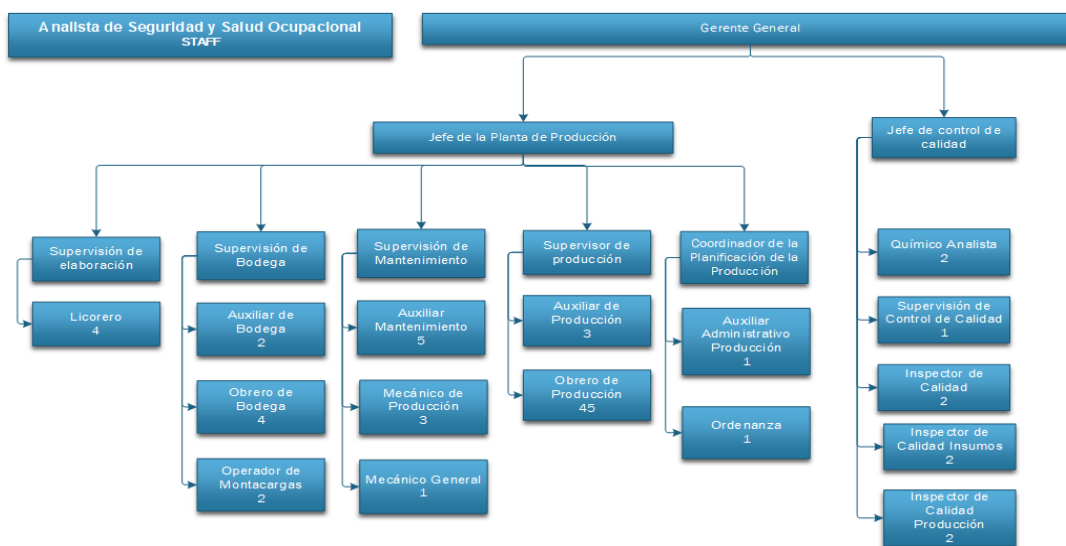 Analista de Seguridad y Salud Ocupacional
STAFF
Gerente General
Jefe de la Planta de Producción
Jefe de control de
calidad
Supervisión de
elaboración
Licorero
4
Supervisión de
Bodega
Auxiliar de
Bodega
2
Obrero de
Bodega
4
Operador de
Montacargas
2
Supervisión de
Mantenimiento
Auxiliar
Mantenimiento
5
Mecánico de
Producción
3
Mecánico General
1
Supervisor de
producción
Auxiliar de
Producción
3
Obrero de
Producción
45
Coordinador de la
Planificación de la
Producción
Auxiliar
Administrativo
Producción
1
Ordenanza
1
Químico Analista
2
Supervisión de
Control de Calidad
1
Inspector de
Calidad
2
Inspector de
Calidad Insumos
2
Inspector de
Calidad
Producción
2